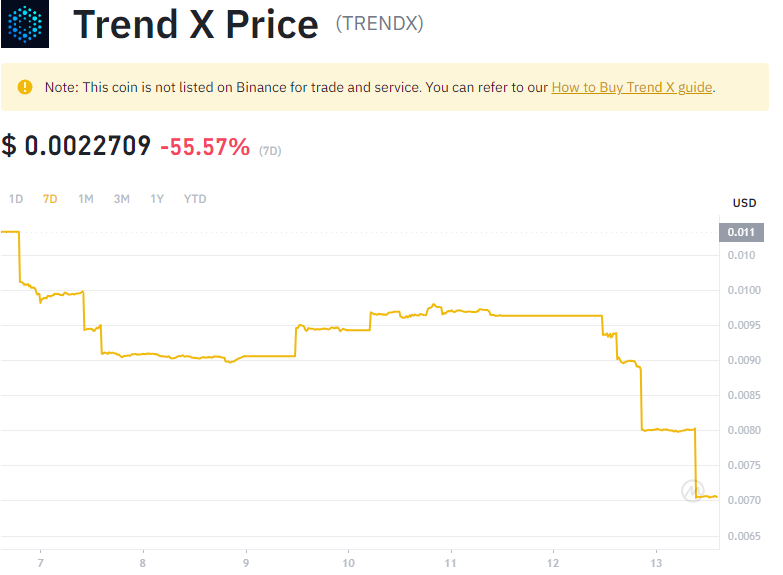 Trend X Price (TRENDX)
Note: This coin is not listed on Binance for trade and service. You can refer to our How to Buy Trend X guide.
$ 0.0022709 -55.57% (7D)
1D 7D 1M 3M 1Y YTD
USD
0.011
0.010
0.0100
0.0095
0.0090
0.0085
0.0080
0.0070
0.0065
7 8 9 10 11 12 13